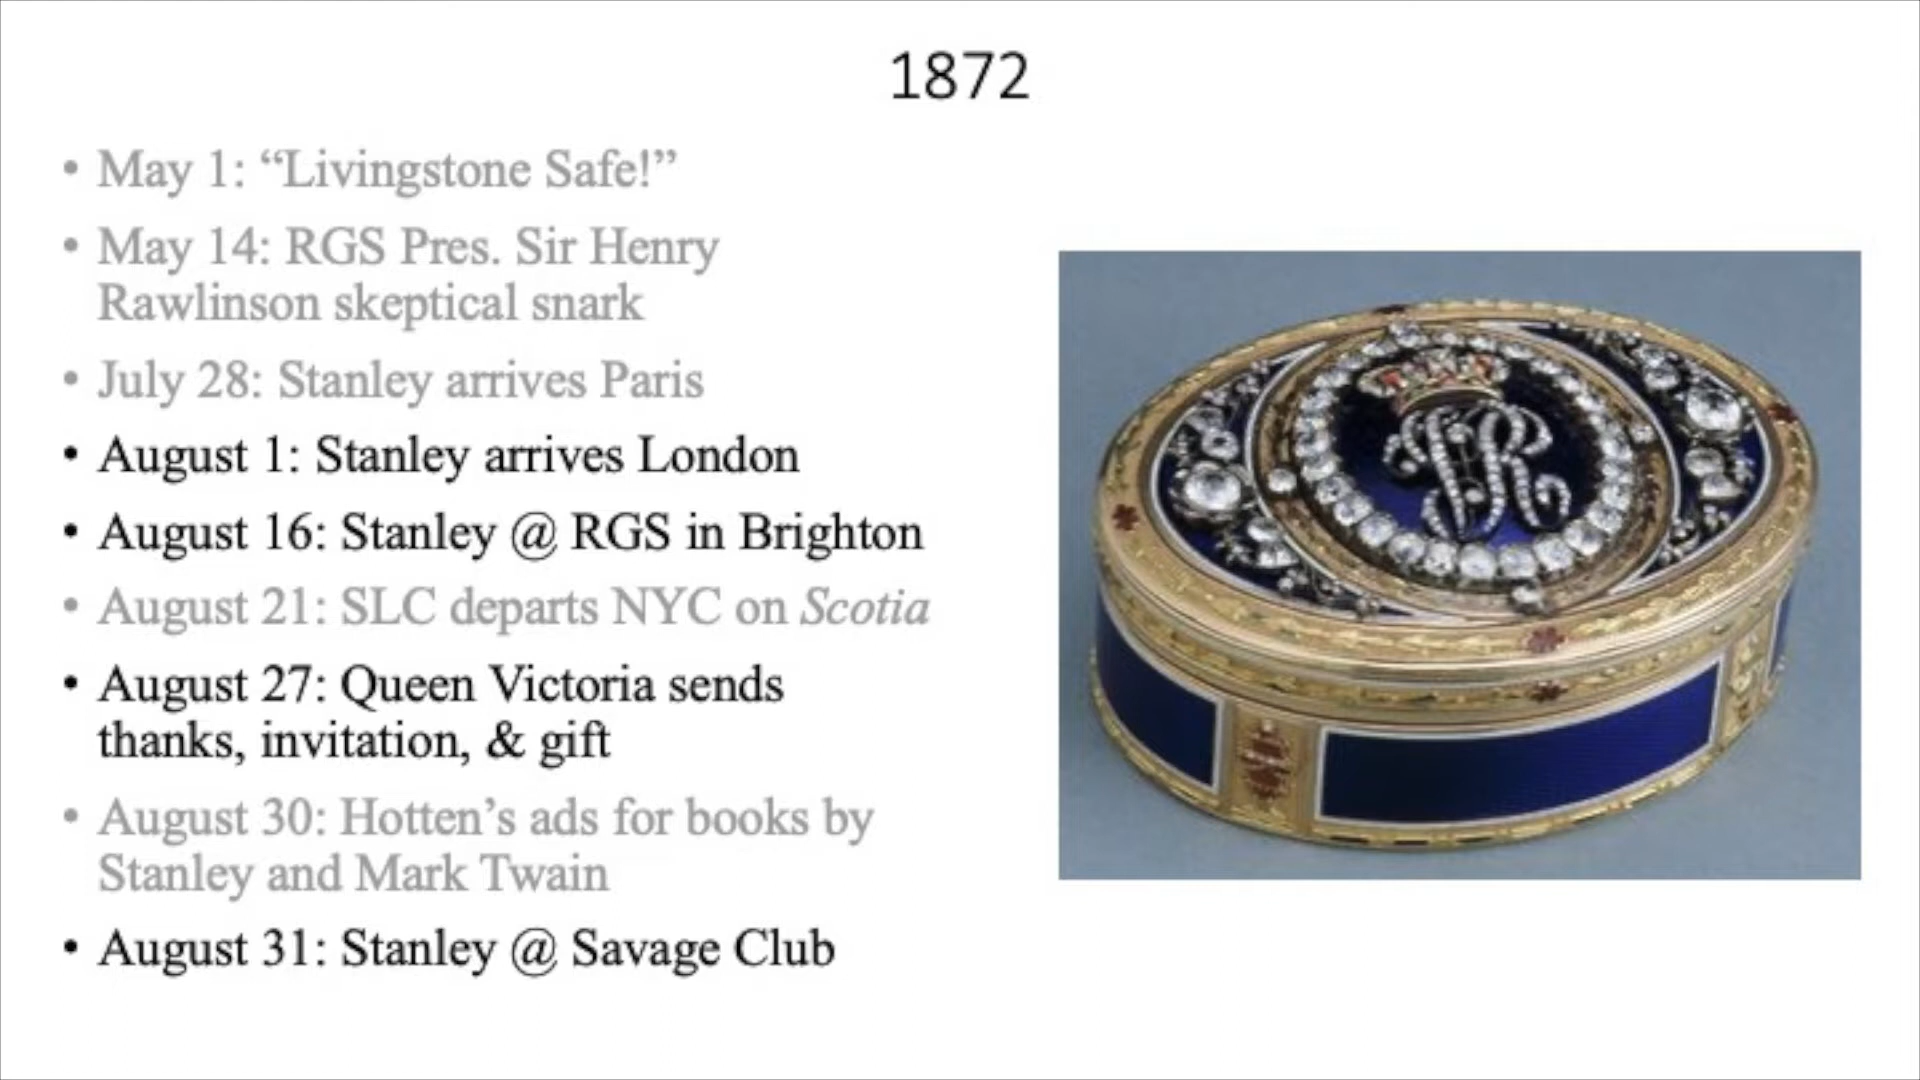 1872
• May 1: “Livingstone Safe!”
• May 14: RGS Pres. Sir Henry
Rawlinson skeptical snark
• July 28: Stanley arrives Paris
• August 1: Stanley arrives London
• August 16: Stanley @ RGS in Brighton
• August 21: SLC departs NYC on Scotia
• August 27: Queen Victoria sends
thanks, invitation, & gift
• August 30: Hotten’s ads for books by
Stanley and Mark Twain
• August 31: Stanley @ Savage Club
VR